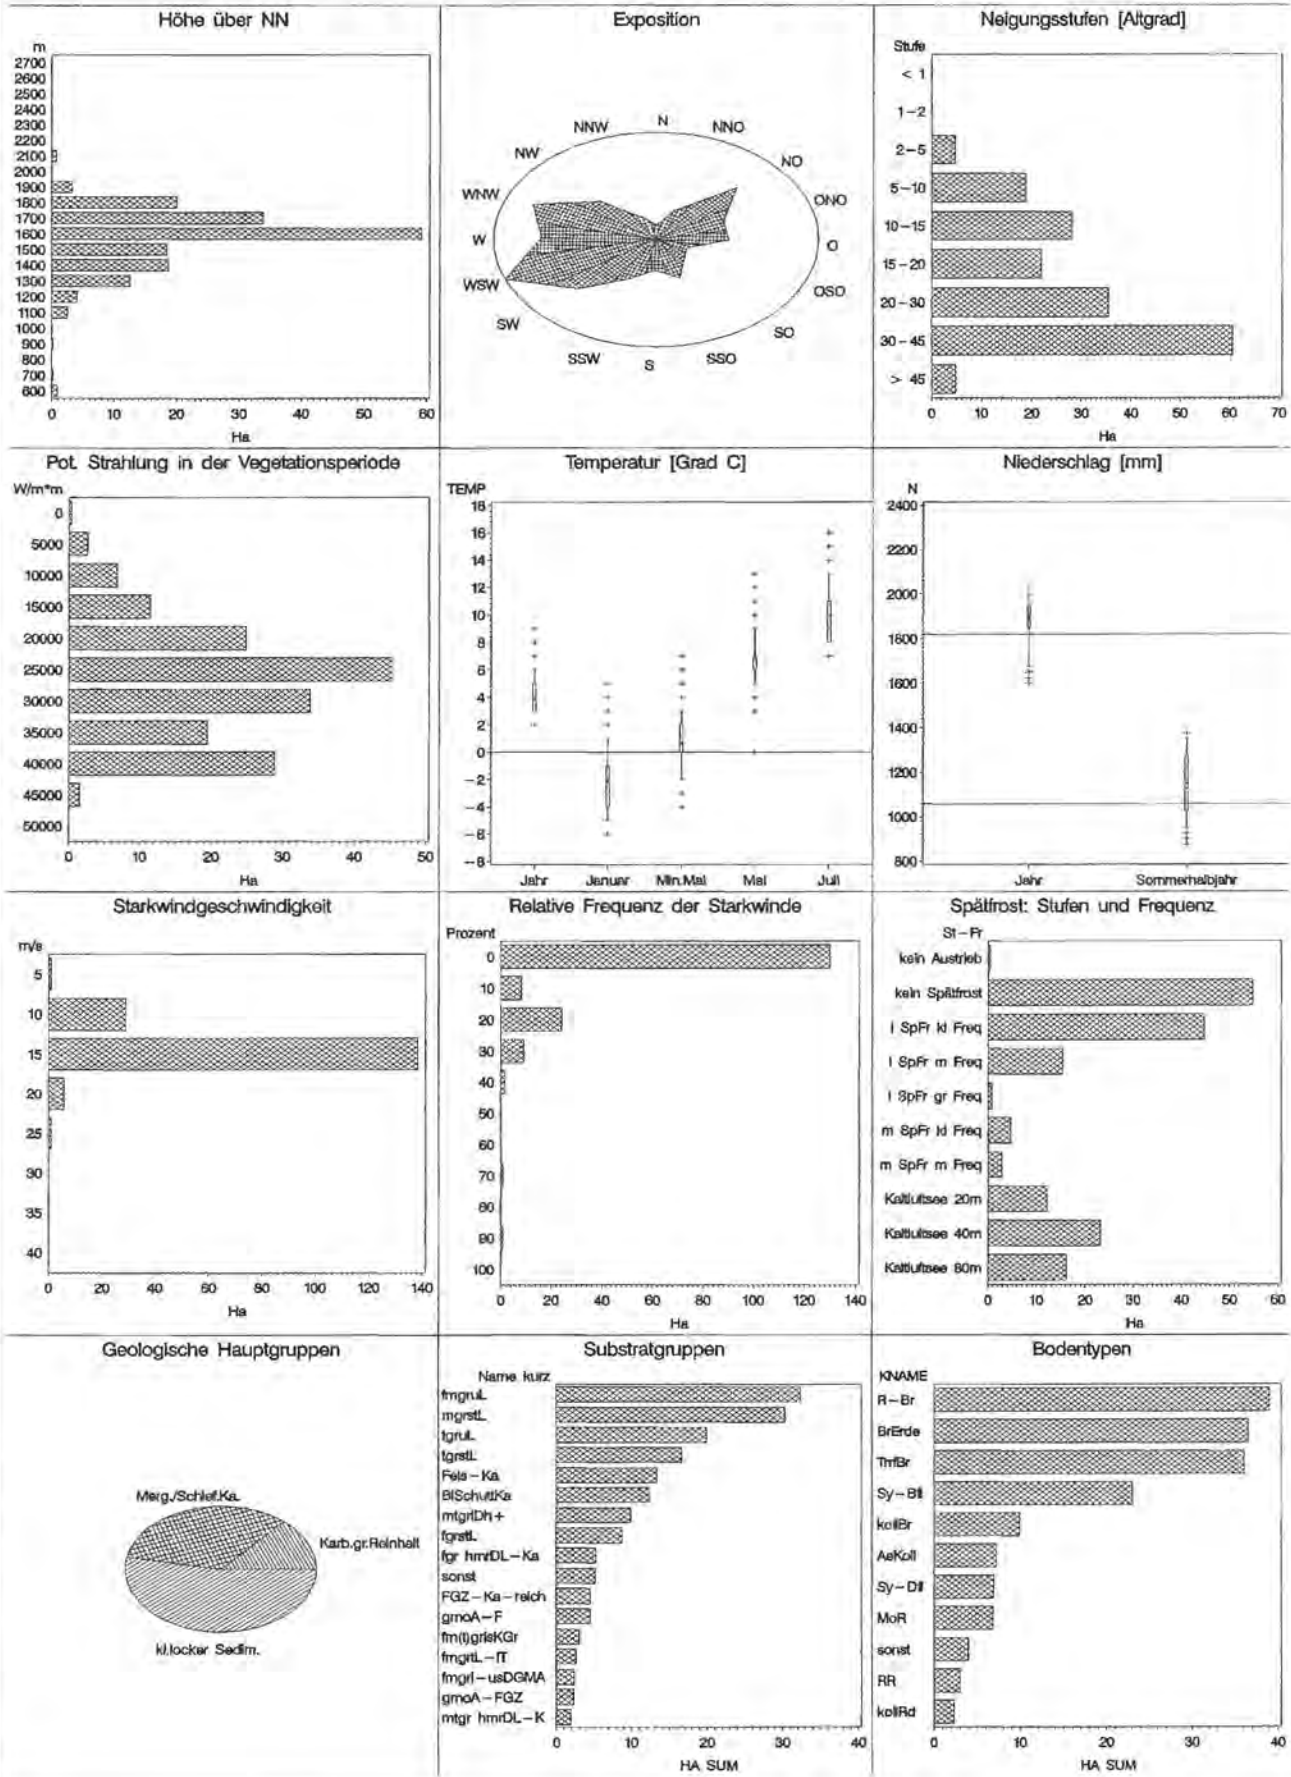 Höhe über NN
m
2700
2600
2500
2400
2300
2200
2100
2000
1900
1800
1700
1600
1500
1400
1300
1200
1100
1000
900
800
700
600
0 10 20 30 40 50 60
Ha
Exposition
N
NNO
NO
ONO
O
OSO
SO
SSO
S
SSW
SW
WSW
W
WNW
NW
NNW
Neigungsstufen [Altgrad]
Stufe
< 1
1-2
2-5
5-10
10-15
15-20
20-30
30-45
> 45
0 10 20 30 40 50 60 70
Ha
Pot. Strahlung in der Vegetationsperiode
W/m*m
0
5000
10000
15000
20000
25000
30000
35000
40000
45000
50000
0 10 20 30 40 50
Ha
Temperatur [Grad C]
TEMP
18
16
14
12
10
8
6
4
2
0
-2
-4
-6
-8
Jahr Januar Min.Mai Mai Juli
Niederschlag [mm]
N
2400
2200
2000
1800
1600
1400
1200
1000
800
Jahr Sommerhalbjahr
Starkwindgeschwindigkeit
m/s
5
10
15
20
25
30
35
40
0 20 40 60 80 100 120 140
Ha
Relative Frequenz der Starkwinde
Prozent
0
10
20
30
40
50
60
70
80
90
100
0 20 40 60 80 100 120 140
Ha
Spätfrost: Stufen und Frequenz
St-Fr
kein Austrieb
kein Spätfrost
l SpFr kl Freq
l SpFr m Freq
l SpFr gr Freq
m SpFr kl Freq
m SpFr m Freq
Kaltluftsee 20m
Kaltluftsee 40m
Kaltluftsee 80m
0 10 20 30 40 50 60
Ha
Geologische Hauptgruppen
Merg./Schief.Ka.
Karb.gr.Reinheit
kl.locker Sedim.
Substratgruppen
Name kurz
fmgruL
mgrstL
tgruL
tgrstL
Fels-Ka
BlSchuttKa
mtgrlDh+
fgrstL
fgr hmrDL-Ka
sonst
FGZ-Ka-reich
gmoA-F
fm(t)grlsKGr
fmgrtL-fT
fmgrl-usDGMA
gmoA-FGZ
mtgr hmrDL-K
0 10 20 30 40
HA SUM
Bodentypen
KNAME
R-Br
BrErde
TrrfBr
Sy-Btl
kollBr
AeKoll
Sy-Dtl
MoR
sonst
RR
kollRd
0 10 20 30 40
HA SUM